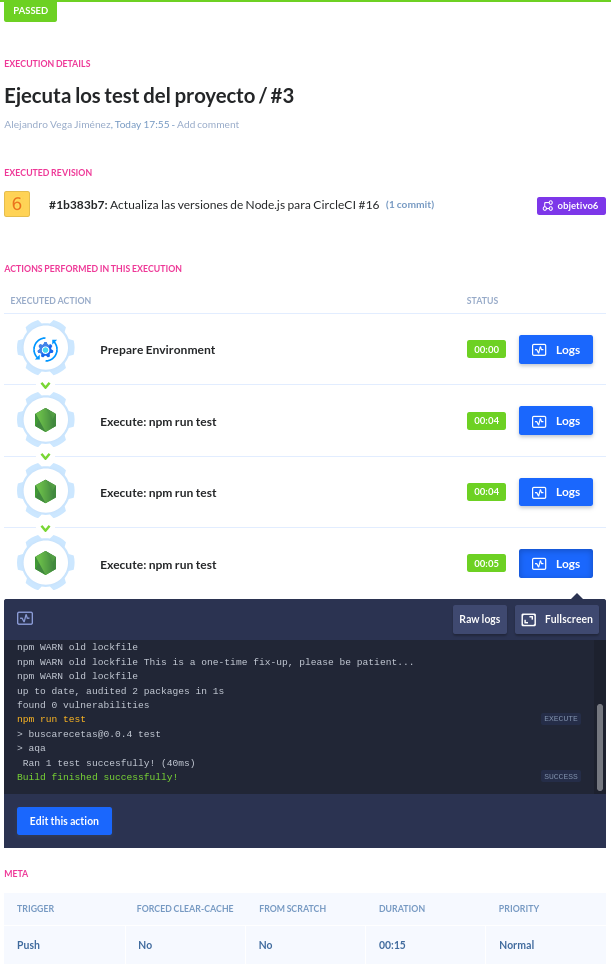 PASSED
EXECUTION DETAILS
Ejecuta los test del proyecto / #3
Alejandro Vega Jiménez, Today 17:55 - Add comment
EXECUTED REVISION
6 #1b383b7: Actualiza las versiones de Node.js para CircleCI #16 (1 commit) objetivo6
ACTIONS PERFORMED IN THIS EXECUTION
EXECUTED ACTION STATUS
Prepare Environment 00:00 Logs
Execute: npm run test 00:04 Logs
Execute: npm run test 00:04 Logs
Execute: npm run test 00:05 Logs
Raw logs Fullscreen
npm WARN old lockfile
npm WARN old lockfile This is a one-time fix-up, please be patient...
npm WARN old lockfile
up to date, audited 2 packages in 1s
found 0 vulnerabilities
npm run test EXECUTE
> buscarecetas@0.0.4 test
> aqa
Ran 1 test succesfully! (40ms)
Build finished successfully! SUCCESS
Edit this action
META
TRIGGER FORCED CLEAR-CACHE FROM SCRATCH DURATION PRIORITY
Push No No 00:15 Normal